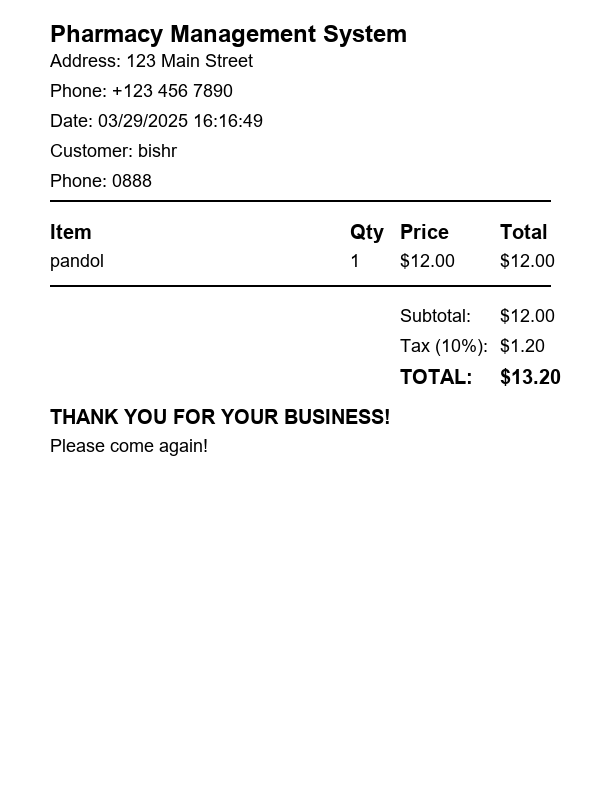 Pharmacy Management System
Address: 123 Main Street
Phone: +123 456 7890
Date: 03/29/2025 16:16:49
Customer: bishr
Phone: 0888
Item Qty Price Total
pandol 1 $12.00 $12.00
Subtotal: $12.00
Tax (10%): $1.20
TOTAL: $13.20
THANK YOU FOR YOUR BUSINESS!
Please come again!